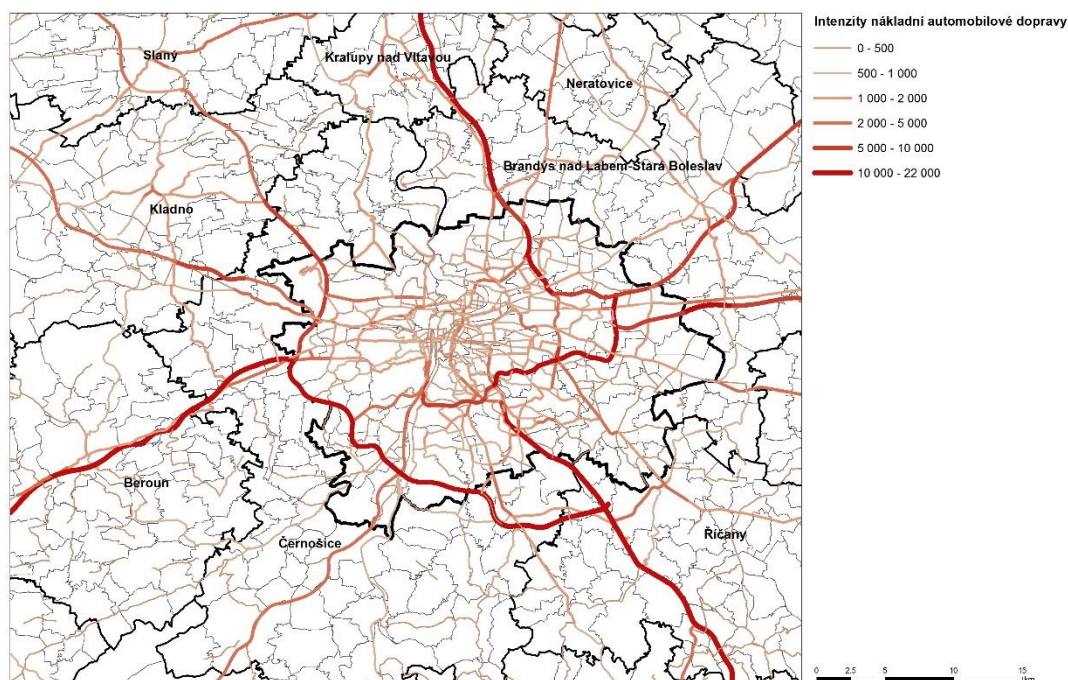 Intenzity nákladní automobilové dopravy
0 - 500
500 - 1 000
1 000 - 2 000
2 000 - 5 000
5 000 - 10 000
10 000 - 22 000
Slaný
Kralupy nad Vltavou
Neratovice
Brandýs nad Labem-Stará Boleslav
Kladno
Beroun
Černošice
Říčany
0 2.5 5 10 15
km